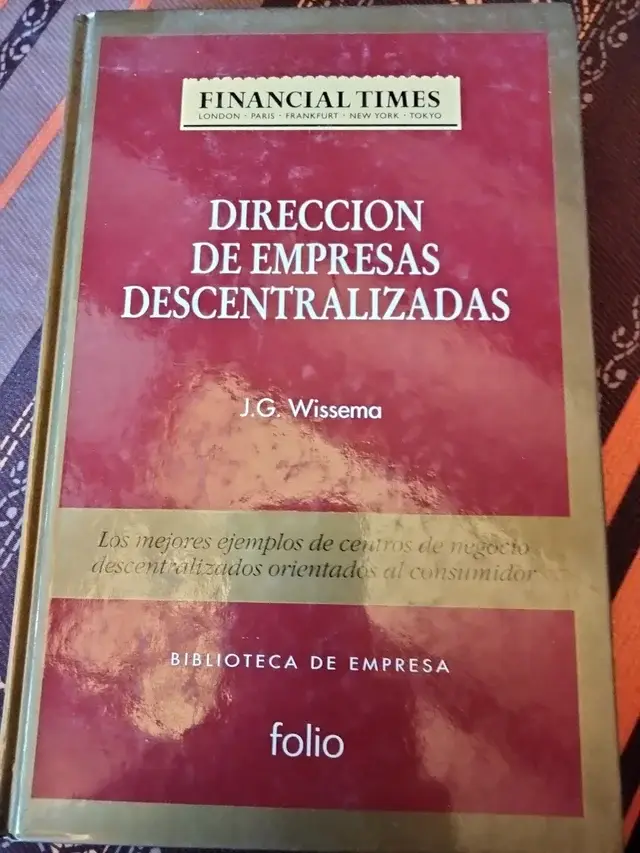 FINANCIAL TIMES
LONDON · PARIS · FRANKFURT · NEW YORK · TOKYO
DIRECCION
DE EMPRESAS
DESCENTRALIZADAS
J.G. Wissema
Los mejores ejemplos de centros de negocio
descentralizados orientados al consumidor
BIBLIOTECA DE EMPRESA
folio